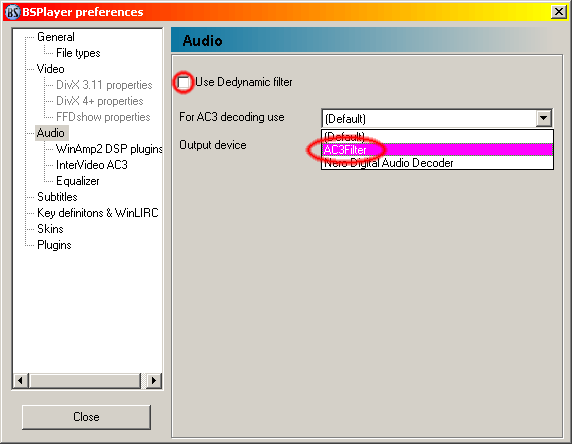 BS BSPlayer preferences
General
File types
Video
DivX 3.11 properties
DivX 4+ properties
FFDshow properties
Audio
WinAmp2 DSP plugins
InterVideo AC3
Equalizer
Subtitles
Key definitons & WinLIRC
Skins
Plugins
Close
Audio
Use Dedynamic filter
For AC3 decoding use (Default)
Output device
(Default)
AC3Filter
Nero Digital Audio Decoder